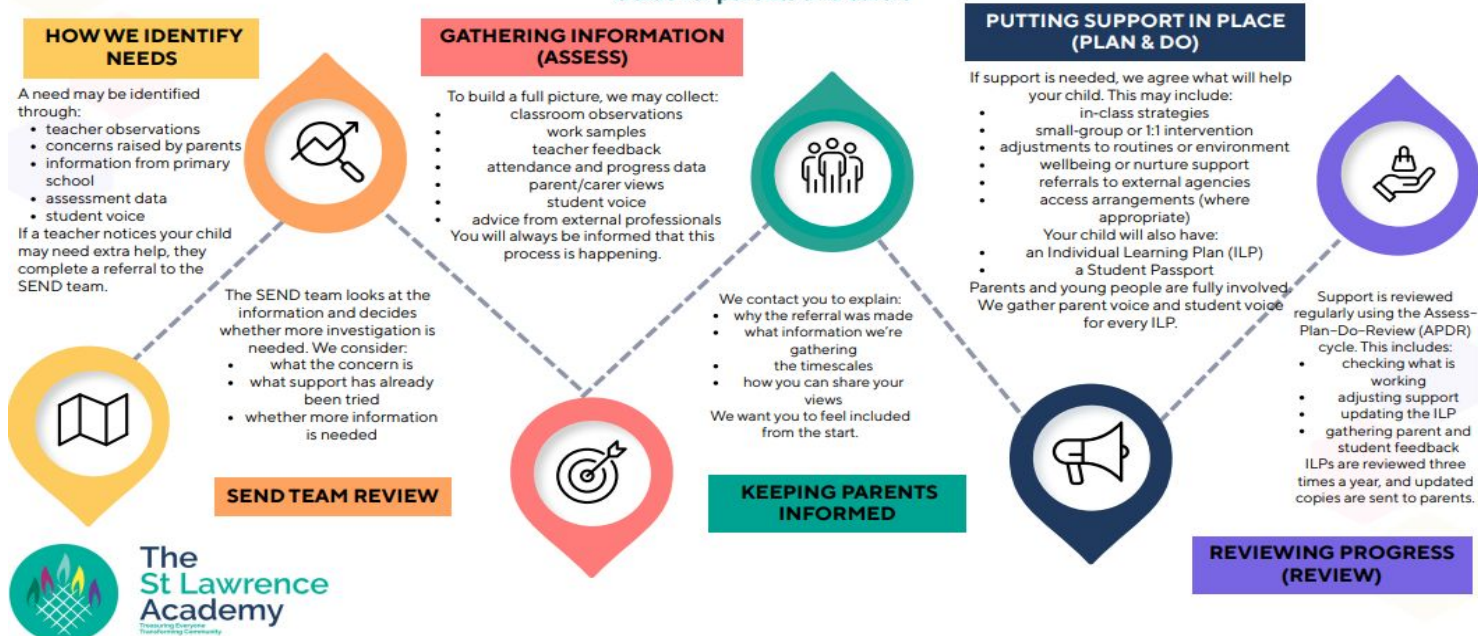 HOW WE IDENTIFY
NEEDS
A need may be identified
through:
• teacher observations
• concerns raised by parents
• information from primary
school
• assessment data
• student voice
If a teacher notices your child
may need extra help, they
complete a referral to the
SEND team.
The SEND team looks at the
information and decides
whether more investigation is
needed. We consider:
• what the concern is
• what support has already
been tried
• whether more information
is needed
SEND TEAM REVIEW
GATHERING INFORMATION
(ASSESS)
To build a full picture, we may collect:
• classroom observations
• work samples
• teacher feedback
• attendance and progress data
• parent/carer views
• student voice
• advice from external professionals
You will always be informed that this
process is happening.
We contact you to explain:
• why the referral was made
• what information we're
gathering
• the timescales
• how you can share your
views
We want you to feel included
from the start.
KEEPING PARENTS
INFORMED
PUTTING SUPPORT IN PLACE
(PLAN & DO)
If support is needed, we agree what will help
your child. This may include:
• in-class strategies
• small-group or 1:1 intervention
• adjustments to routines or environment
• wellbeing or nurture support
• referrals to external agencies
• access arrangements (where
appropriate)
Your child will also have:
• an Individual Learning Plan (ILP)
• a Student Passport
Parents and young people are fully involved.
We gather parent voice and student voice
for every ILP.
Support is reviewed
regularly using the Assess–
Plan–Do–Review (APDR)
cycle. This includes:
• checking what is
working
• adjusting support
• updating the ILP
• gathering parent and
student feedback
ILPs are reviewed three
times a year, and updated
copies are sent to parents.
REVIEWING PROGRESS
(REVIEW)
The
St Lawrence
Academy
Treasuring Everyone
Transforming Community